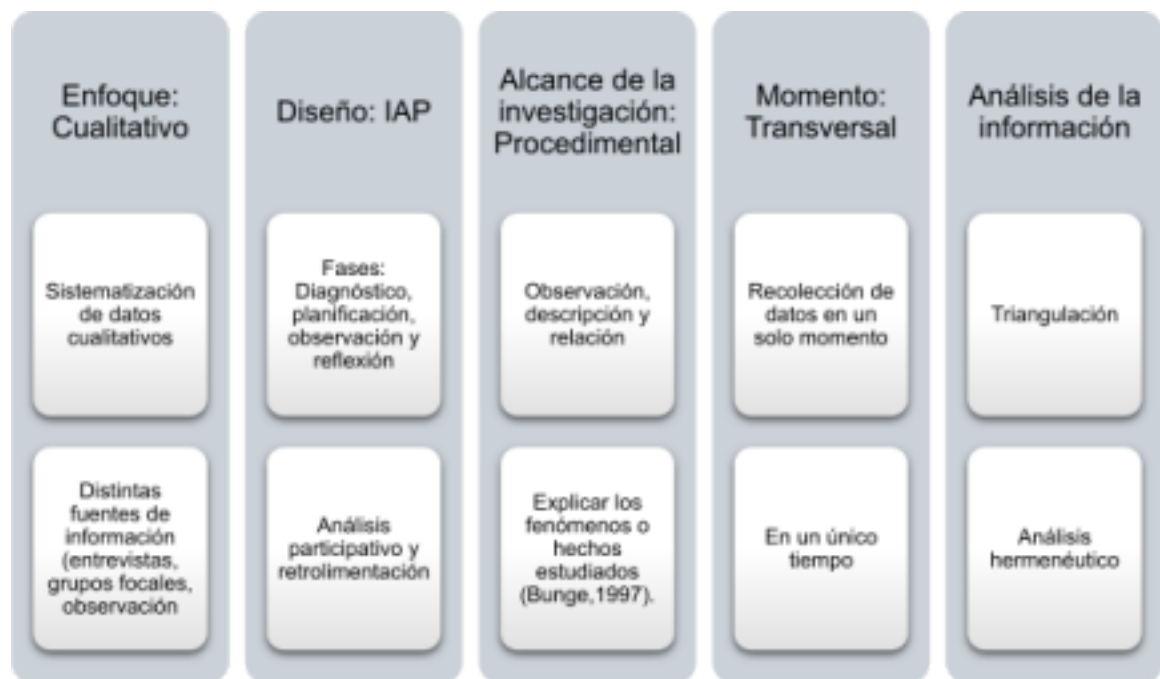 Enfoque:
Cualitativo
Sistematización
de datos
cualitativos
Distintas
fuentes de
información
(entrevistas,
grupos focales,
observación
Diseño: IAP
Fases:
Diagnóstico,
planificación,
observación y
reflexión
Análisis
participativo y
retrolimentación
Alcance de la
investigación:
Procedimental
Observación,
descripción y
relación
Explicar los
fenómenos o
hechos
estudiados
(Bunge,1997).
Momento:
Transversal
Recolección de
datos en un
solo momento
En un único
tiempo
Análisis de la
información
Triangulación
Análisis
hermenéutico